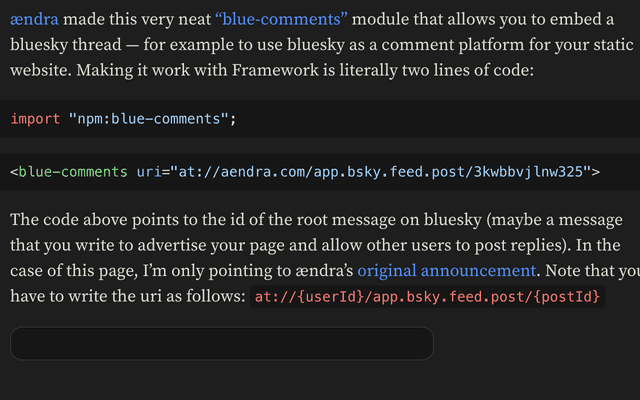 ændra made this very neat “blue-comments” module that allows you to embed a
bluesky thread — for example to use bluesky as a comment platform for your static
website. Making it work with Framework is literally two lines of code:
import "npm:blue-comments";
<blue-comments uri="at://aendra.com/app.bsky.feed.post/3kwbbvjlnw325">
The code above points to the id of the root message on bluesky (maybe a message
that you write to advertise your page and allow other users to post replies). In the
case of this page, I’m only pointing to ændra’s original announcement. Note that you
have to write the uri as follows: at://{userId}/app.bsky.feed.post/{postId}